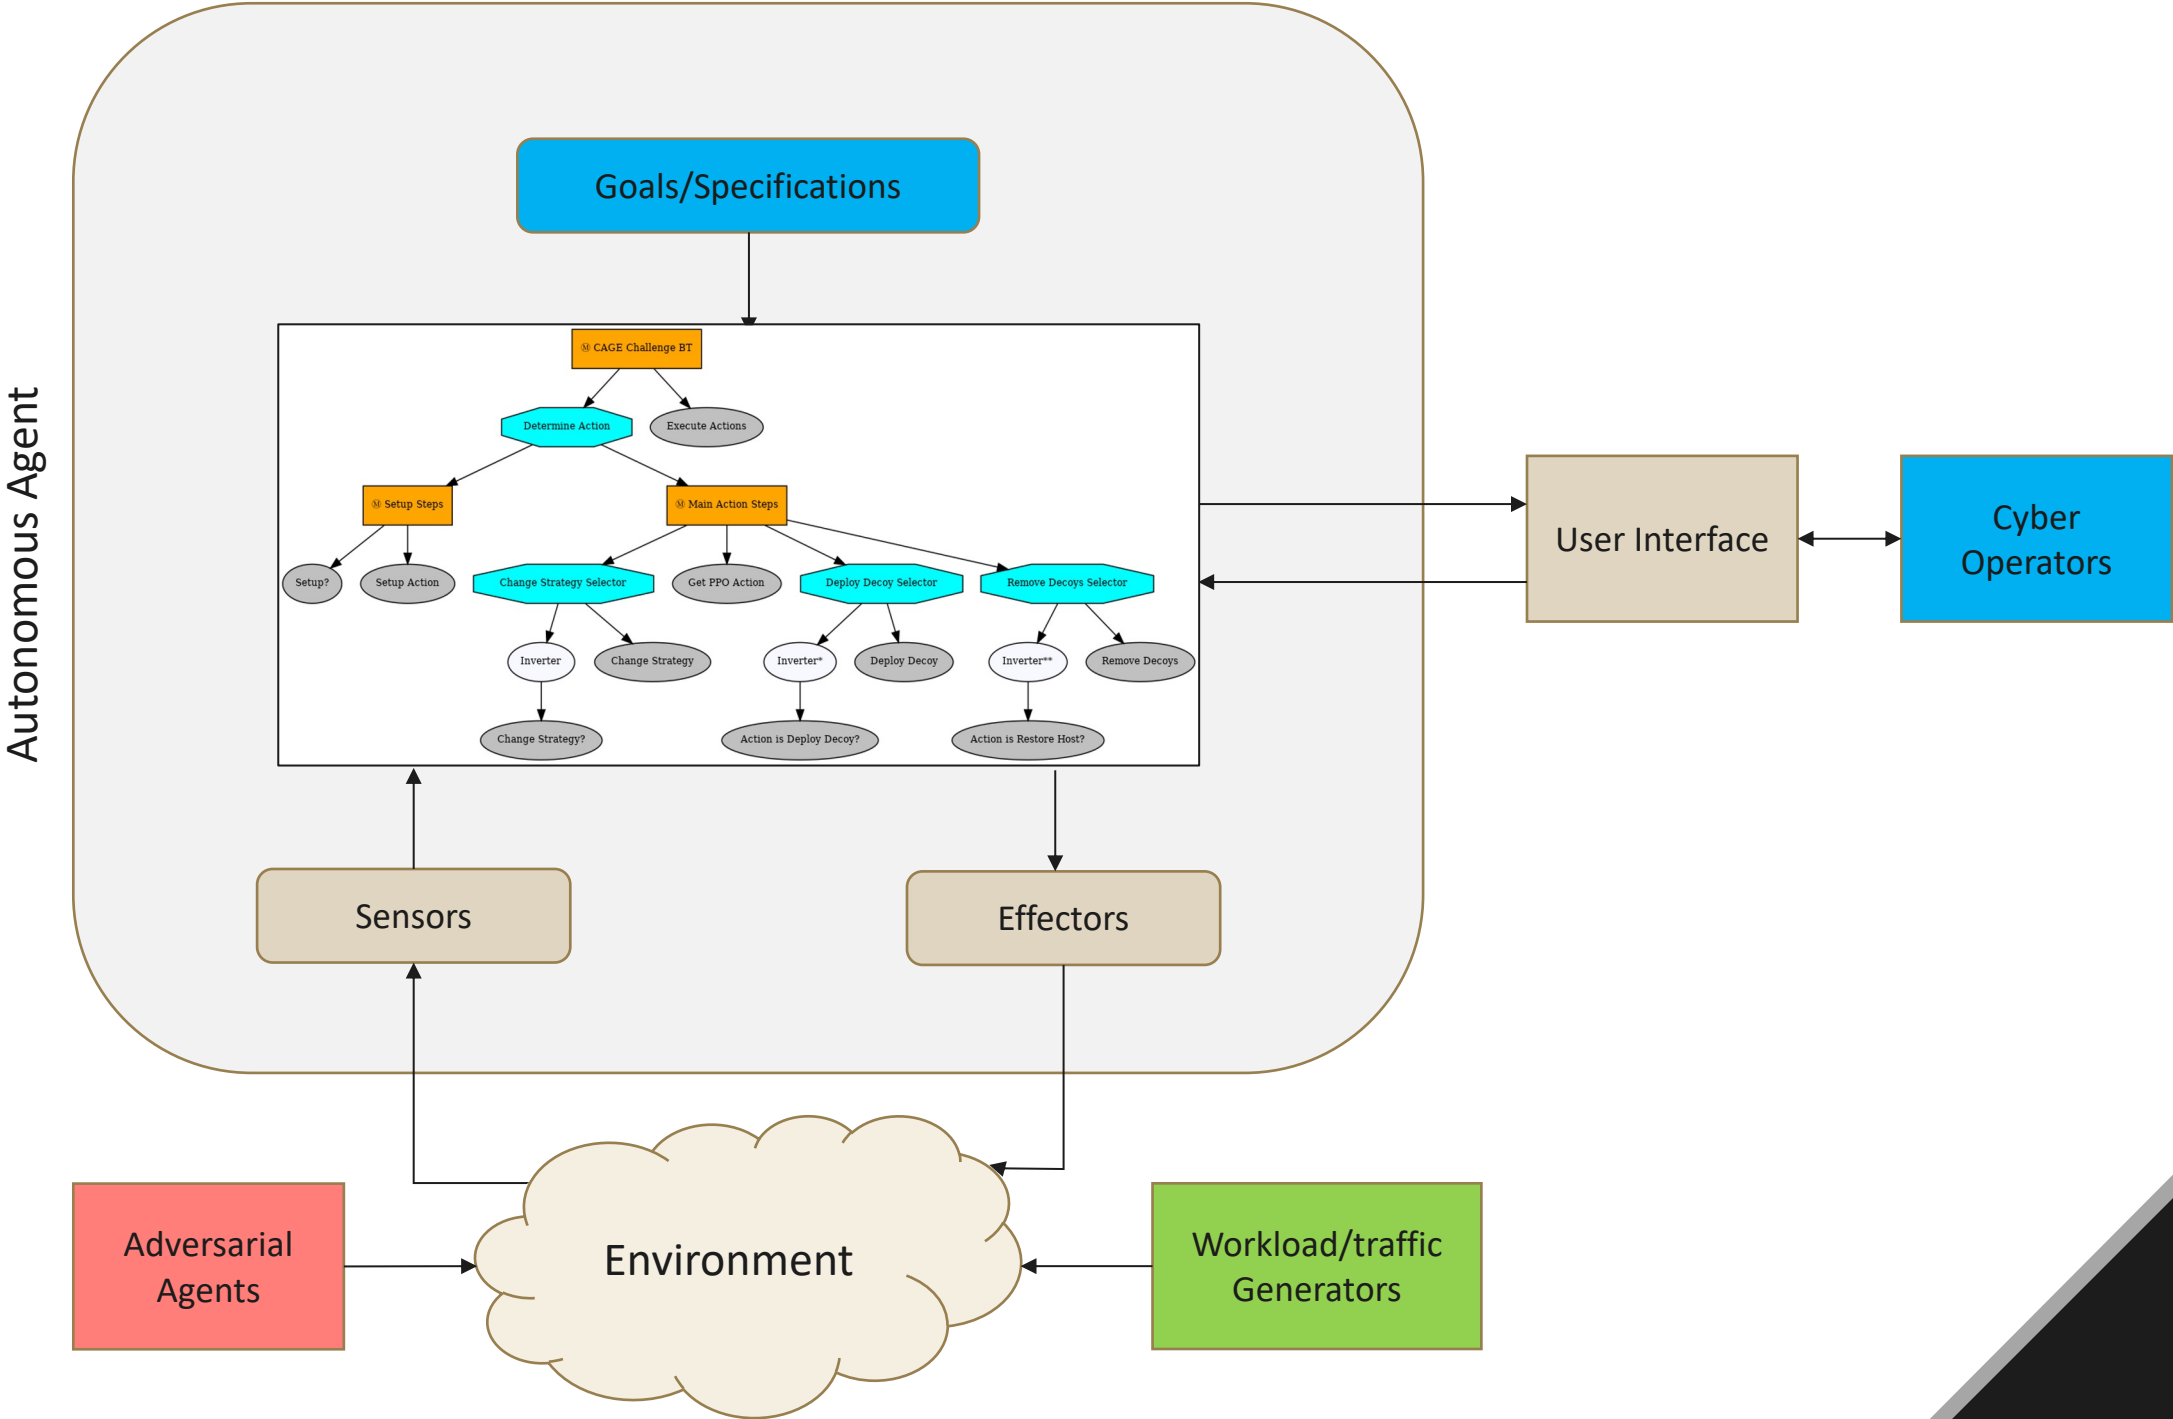 Autonomous Agent
Goals/Specifications
Ⓜ CAGE Challenge BT
Determine Action
Execute Actions
Ⓜ Setup Steps
Ⓜ Main Action Steps
Setup?
Setup Action
Change Strategy Selector
Get PPO Action
Deploy Decoy Selector
Remove Decoys Selector
Inverter
Change Strategy
Inverter*
Deploy Decoy
Inverter**
Remove Decoys
Change Strategy?
Action is Deploy Decoy?
Action is Restore Host?
User Interface
Cyber
Operators
Sensors
Effectors
Adversarial
Agents
Environment
Workload/traffic
Generators